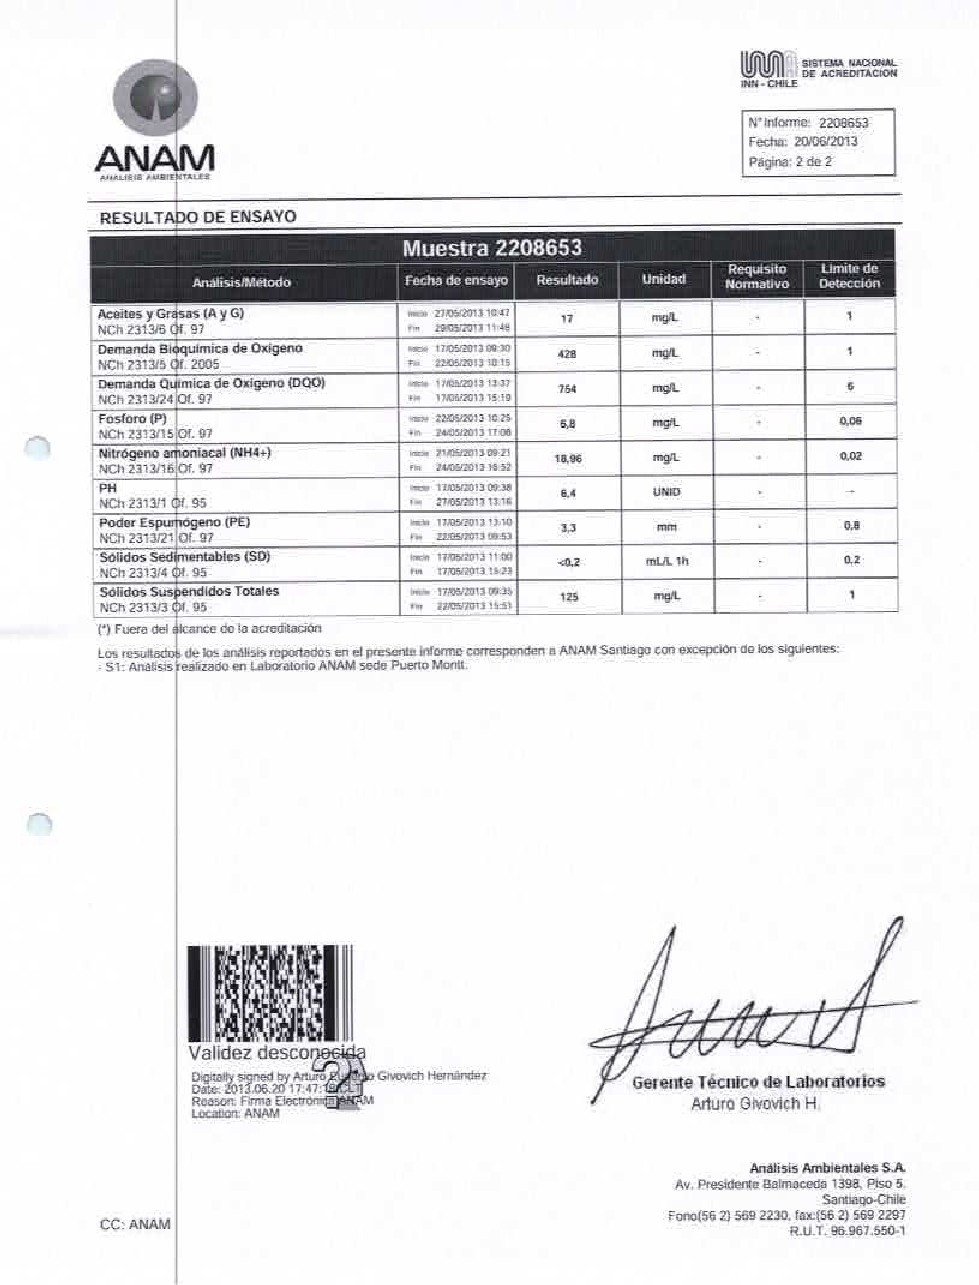 INN - CHILE
SISTEMA NACIONAL
DE ACREDITACION
ANAM
ANALISIS AMBIENTALES
N° Informe: 2208653
Fecha: 20/06/2013
Página: 2 de 2
RESULTADO DE ENSAYO
Muestra 2208653
Análisis/Metodo Fecha de ensayo Resultado Unidad Requisito Normativo Límite de Detección
Aceites y Grasas (A y G) Inicio 27/05/2013 10:47 17 mg/L - 1
NCh 2313/6 Of. 97 Fin 29/05/2013 11:48
Demanda Bioquímica de Oxígeno Inicio 17/05/2013 09:30 428 mg/L - 1
NCh 2313/5 Of. 2005 Fin 22/05/2013 10:15
Demanda Química de Oxígeno (DQO) Inicio 17/05/2013 13:37 754 mg/L - 6
NCh 2313/24 Of. 97 Fin 17/05/2013 15:19
Fósforo (P) Inicio 22/05/2013 10:25 6,8 mg/L - 0,06
NCh 2313/15 Of. 97 Fin 24/05/2013 17:06
Nitrógeno amoniacal (NH4+) Inicio 21/05/2013 09:21 18,96 mg/L - 0,02
NCh 2313/16 Of. 97 Fin 24/05/2013 16:52
PH Inicio 17/05/2013 09:38 6,4 UNID - --
NCh 2313/1 Of. 95 Fin 27/05/2013 13:16
Poder Espumógeno (PE) Inicio 17/05/2013 13:10 3,3 mm - 0,8
NCh 2313/21 Of. 97 Fin 22/05/2013 09:53
Sólidos Sedimentables (SD) Inicio 17/05/2013 11:00 <0,2 mL/L 1h - 0,2
NCh 2313/4 Of. 95 Fin 17/05/2013 15:23
Sólidos Suspendidos Totales Inicio 17/05/2013 09:35 125 mg/L - 1
NCh 2313/3 Of. 95 Fin 22/05/2013 15:51
(*) Fuera del alcance de la acreditación
Los resultados de los análisis reportados en el presente informe corresponden a ANAM Santiago con excepción de los siguientes:
- S1: Análisis realizado en Laboratorio ANAM sede Puerto Montt.
Validez desconocida
Digitally signed by Arturo Givovich Hernández
Date: 2013.06.20 17:47:
Reason: Firma Electrónica ANAM
Location: ANAM
Gerente Técnico de Laboratorios
Arturo Givovich H.
Análisis Ambientales S.A.
Av. Presidente Balmaceda 1398, Piso 5.
Santiago-Chile
Fono(56 2) 569 2230, fax:(56 2) 569 2297
R.U.T. 96.967.550-1
CC: ANAM